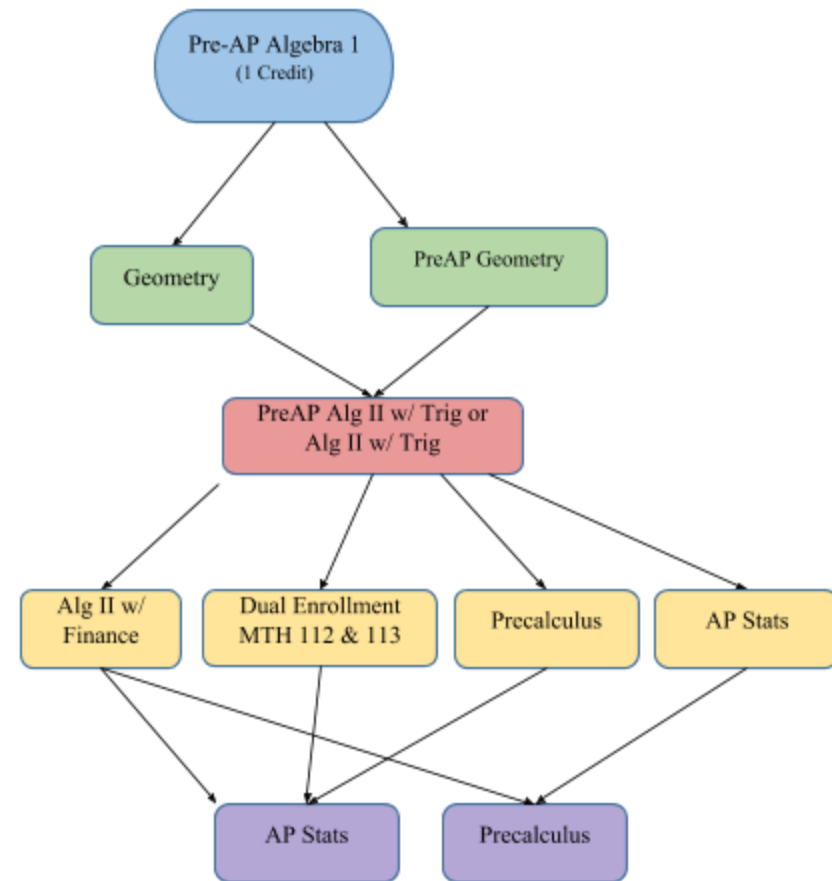 Pre-AP Algebra 1
(1 Credit)
Geometry
PreAP Geometry
PreAP Alg II w/ Trig or
Alg II w/ Trig
Alg II w/
Finance
Dual Enrollment
MTH 112 & 113
Precalculus
AP Stats
AP Stats
Precalculus